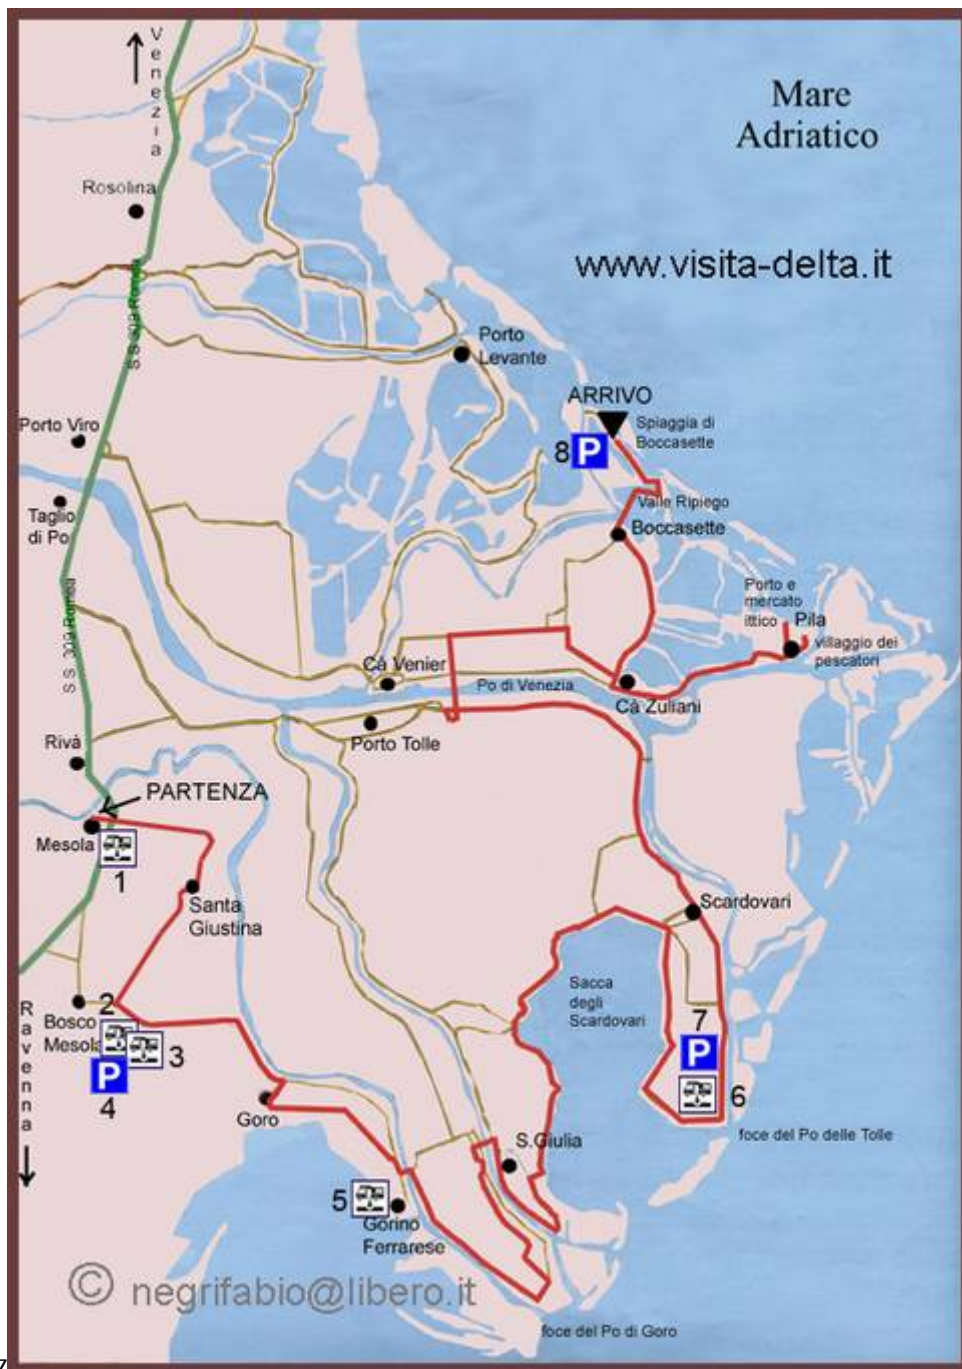 Venezia
Mare
Adriatico
Rosolina
www.visita-delta.it
SS 309 Romea
Porto
Levante
ARRIVO
Spiaggia di
Boccasette
Porto Viro
8 P
Valle Ripiego
Taglio
di Po
Boccasette
Porto e
mercato
ittico
Pila
SS 309 Romea
villaggio dei
pescatori
Cà Venier
Po di Venezia
Cà Zuliani
Rivà
Porto Tolle
PARTENZA
Mesola
1
Santa
Giustina
Scardovari
Sacca
degli
Scardovari
Ravenna
2
Bosco
Mesola
3
P
4
7
P
6
Goro
foce del Po delle Tolle
S.Giulia
5
Gorino
Ferrarese
© negrifabio@libero.it
foce del Po di Goro
7